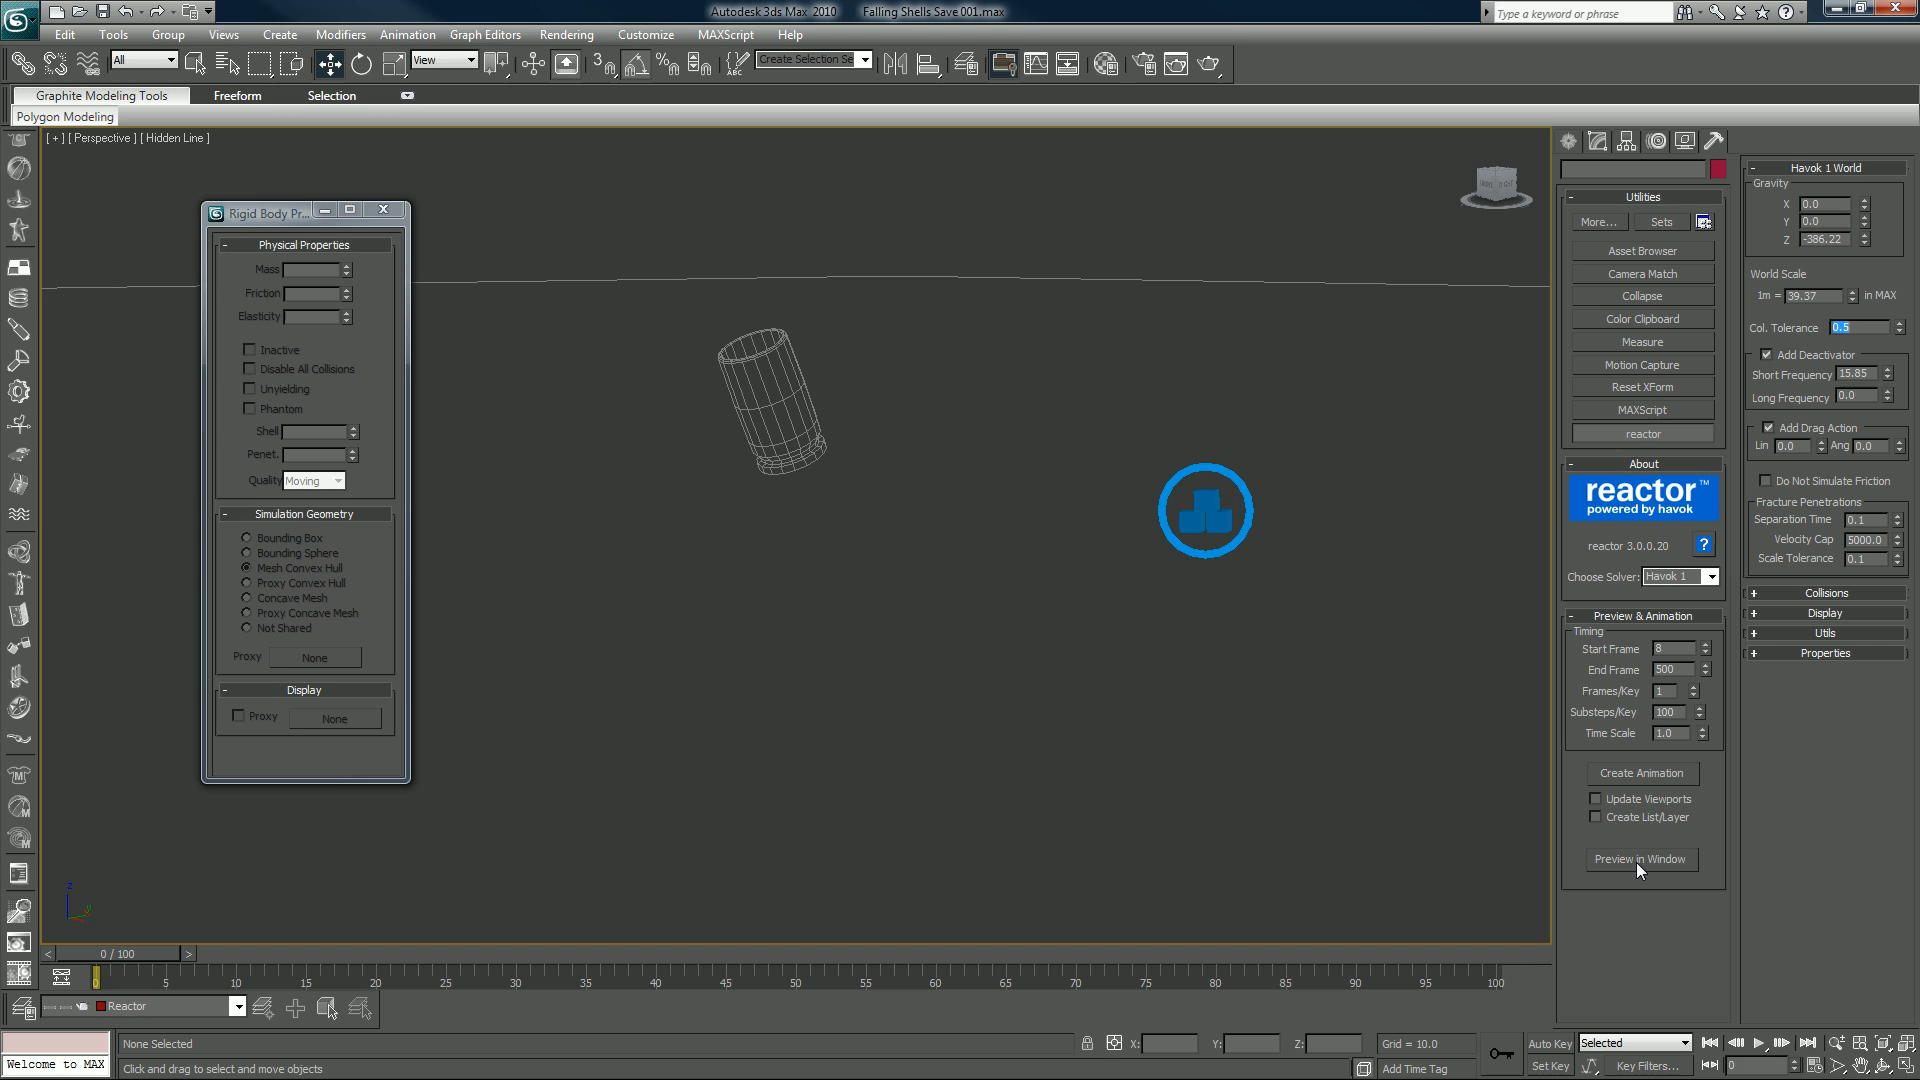 Autodesk 3ds Max 2010 Falling Shells Save 001.max
Type a keyword or phrase
Edit Tools Group Views Create Modifiers Animation Graph Editors Rendering Customize MAXScript Help
All
View
3
%
ABC
Create Selection Se
Graphite Modeling Tools Freeform Selection
Polygon Modeling
[ + ] [ Perspective ] [ Hidden Line ]
Rigid Body Pr...
- Physical Properties
Mass
Friction
Elasticity
Inactive
Disable All Collisions
Unyielding
Phantom
Shell
Penet.
Quality Moving
- Simulation Geometry
Bounding Box
Bounding Sphere
Mesh Convex Hull
Proxy Convex Hull
Concave Mesh
Proxy Concave Mesh
Not Shared
Proxy None
- Display
Proxy None
- Utilities
More... Sets
Asset Browser
Camera Match
Collapse
Color Clipboard
Measure
Motion Capture
Reset XForm
MAXScript
reactor
- About
reactor™
powered by havok
reactor 3.0.0.20 ?
Choose Solver: Havok 1
- Preview & Animation
Timing
Start Frame 8
End Frame 500
Frames/Key 1
Substeps/Key 100
Time Scale 1.0
Create Animation
Update Viewports
Create List/Layer
Preview in Window
- Havok 1 World
Gravity
X 0.0
Y 0.0
Z -386.22
World Scale
1m = 39.37 in MAX
Col. Tolerance 0.5
Add Deactivator
Short Frequency 15.85
Long Frequency 0.0
Add Drag Action
Lin 0.0 Ang 0.0
Do Not Simulate Friction
Fracture Penetrations
Separation Time 0.1
Velocity Cap 5000.0
Scale Tolerance 0.1
+ Collisions
+ Display
+ Utils
+ Properties
z
y
< 0 / 100 >
0 5 10 15 20 25 30 35 40 45 50 55 60 65 70 75 80 85 90 95 100
Reactor
None Selected X: Y: Z: Grid = 10.0 Auto Key Selected
Welcome to MAX Click and drag to select and move objects Add Time Tag Set Key Key Filters... 0